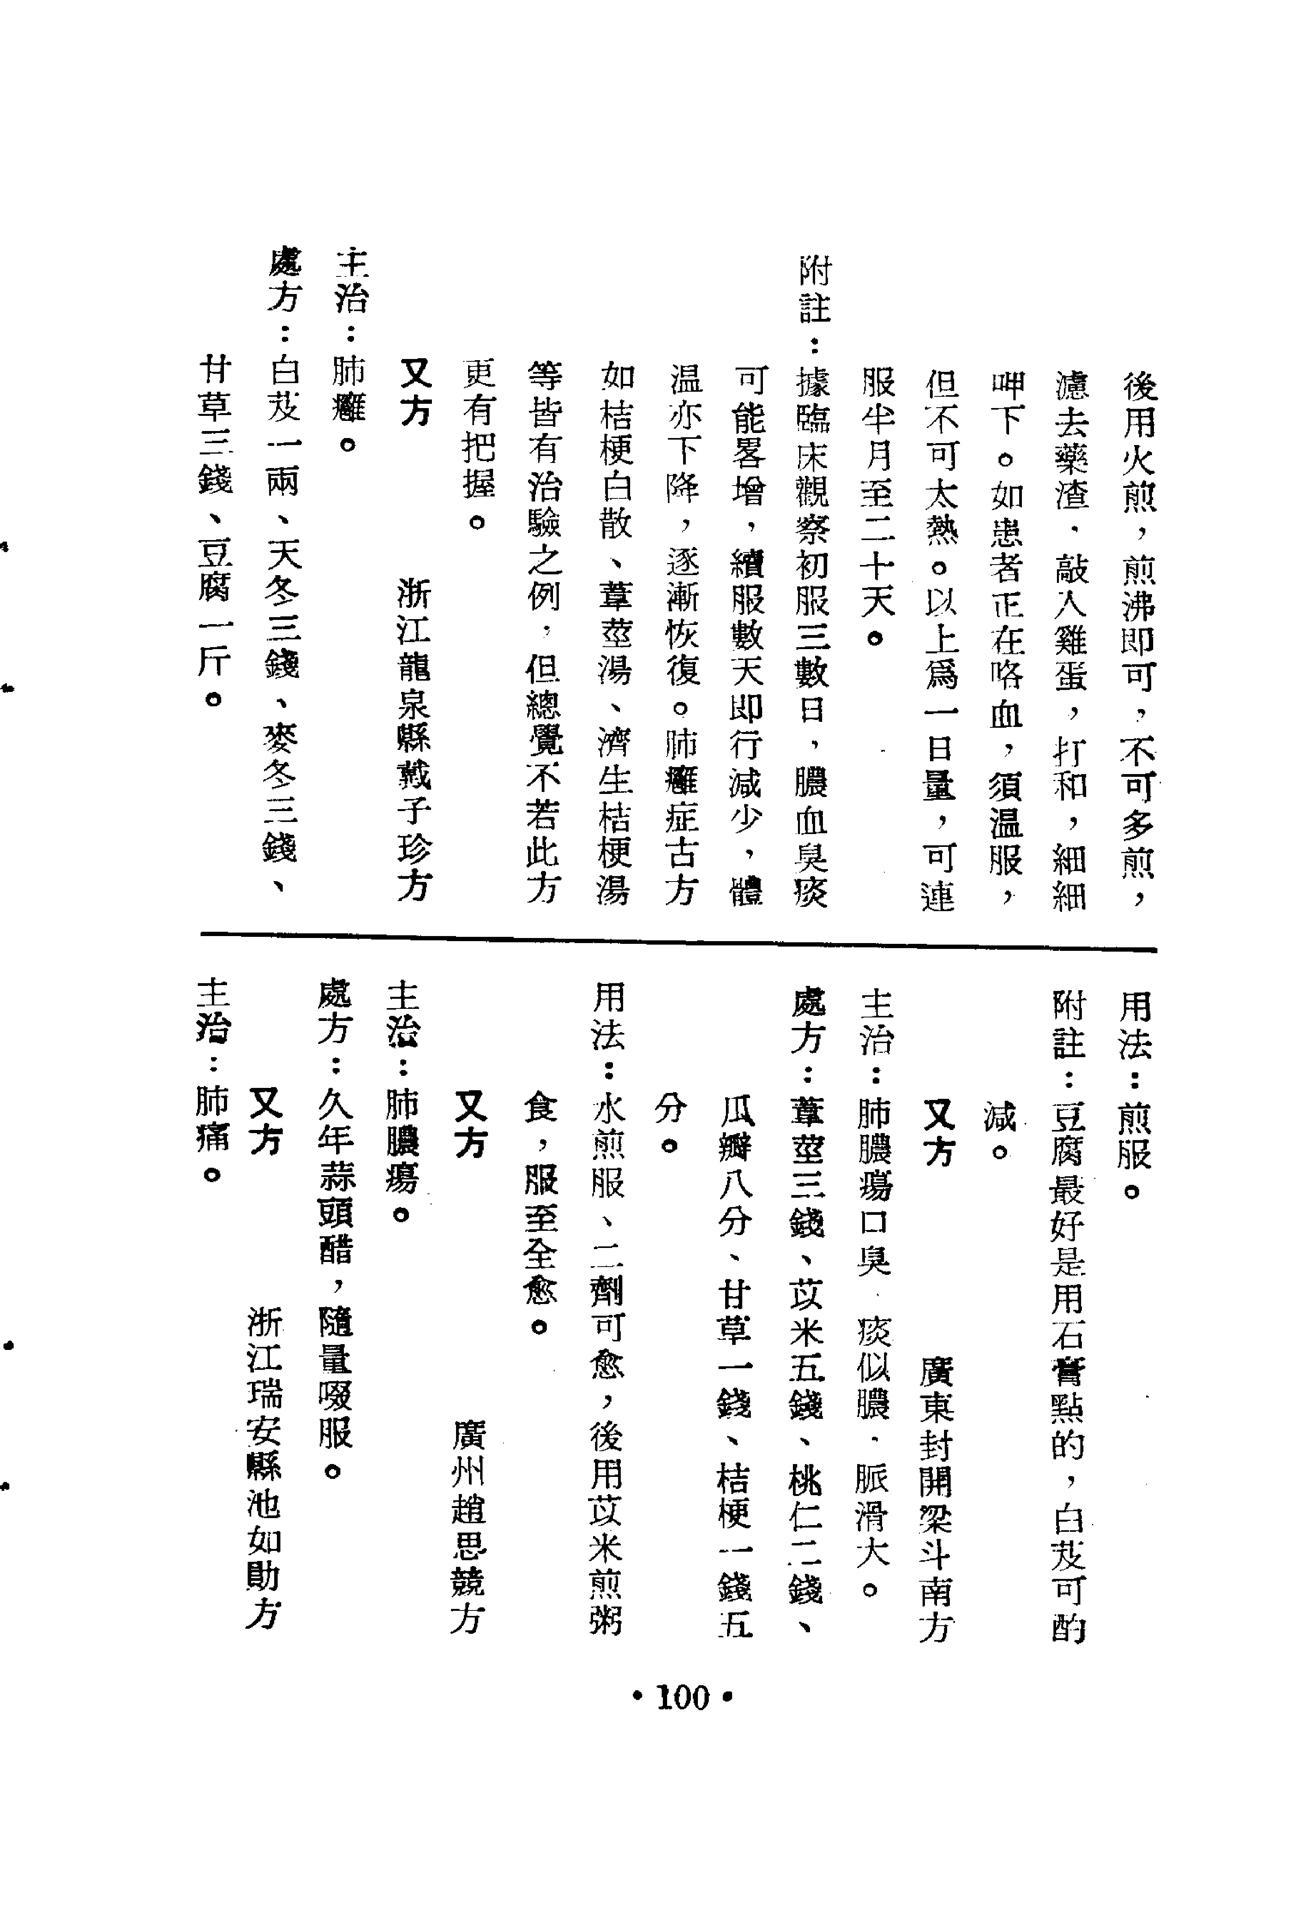 後用火煎，煎沸即可，不可多煎，
濾去藥渣，敲入雞蛋，打和，細細
呷下。如患者正在咯血，須温服，
但不可太熱。以上爲一日量，可連
服半月至二十天。
附註：據臨床觀察初服三數日，膿血臭痰
可能畧增，續服數天即行減少，體
温亦下降，逐漸恢復。肺癰症古方
如桔梗白散、葦莖湯、濟生桔梗湯
等皆有治驗之例，但總覺不若此方
更有把握。
又方　浙江龍泉縣戴子珍方
主治：肺癰。
處方：白芨一兩、天冬三錢、麥冬三錢、
甘草三錢、豆腐一斤。
用法：煎服。
附註：豆腐最好是用石膏點的，白芨可酌
減。
又方　廣東封開梁斗南方
主治：肺膿瘍口臭，痰似膿，脈滑大。
處方：葦莖三錢、苡米五錢、桃仁二錢、
瓜瓣八分、甘草一錢、桔梗一錢五
分。
用法：水煎服、二劑可愈，後用苡米煎粥
食，服至全愈。
又方　廣州趙思競方
主治：肺膿瘍。
處方：久年蒜頭醋，隨量啜服。
又方　浙江瑞安縣池如勛方
主治：肺痛。
•100•